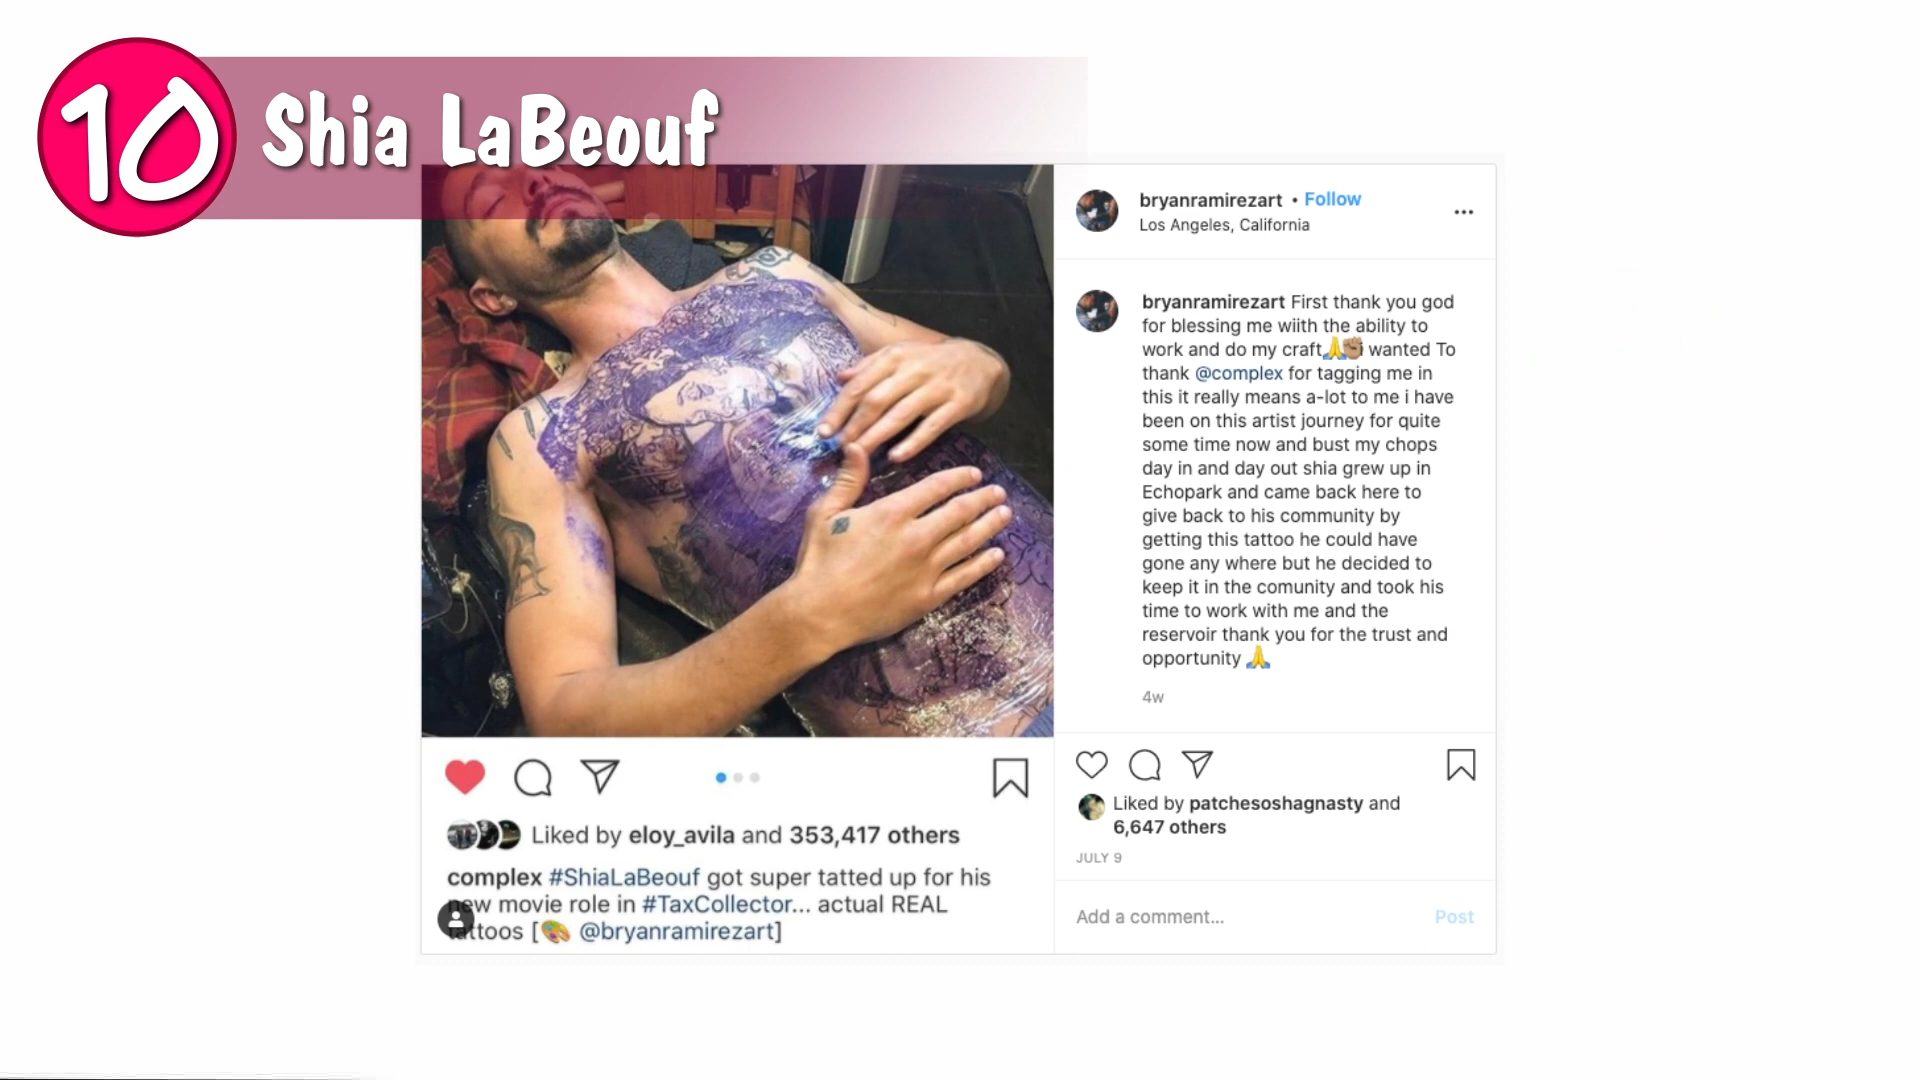 10 Shia LaBeouf
bryanramirezart • Follow
Los Angeles, California
bryanramirezart First thank you god
for blessing me wiith the ability to
work and do my craft🙏✊🏽i wanted To
thank @complex for tagging me in
this it really means a-lot to me i have
been on this artist journey for quite
some time now and bust my chops
day in and day out shia grew up in
Echopark and came back here to
give back to his community by
getting this tattoo he could have
gone any where but he decided to
keep it in the comunity and took his
time to work with me and the
reservoir thank you for the trust and
opportunity 🙏
4w
Liked by patchesoshagnasty and
6,647 others
JULY 9
Add a comment... Post
Liked by eloy_avila and 353,417 others
complex #ShiaLaBeouf got super tatted up for his
new movie role in #TaxCollector... actual REAL
tattoos [🎨 @bryanramirezart]